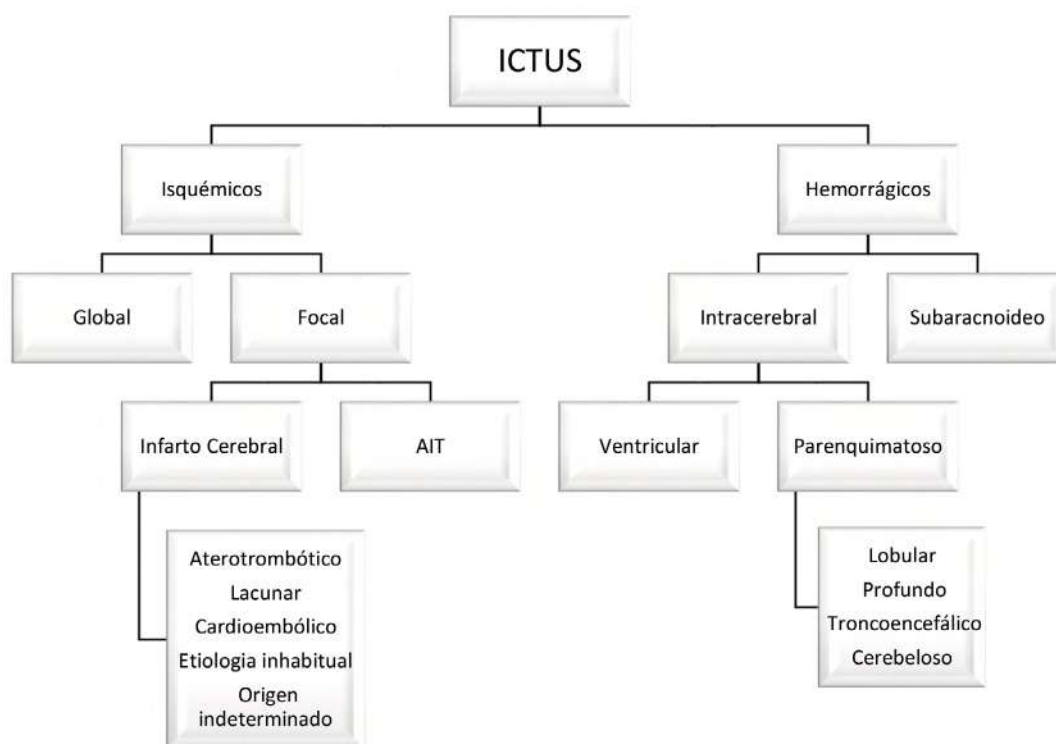 ICTUS
Isquémicos
Hemorrágicos
Global
Focal
Intracerebral
Subaracnoideo
Infarto Cerebral
AIT
Ventricular
Parenquimatoso
Aterotrombótico
Lacunar
Cardioembólico
Etiologia inhabitual
Origen
indeterminado
Lobular
Profundo
Troncoencefálico
Cerebeloso